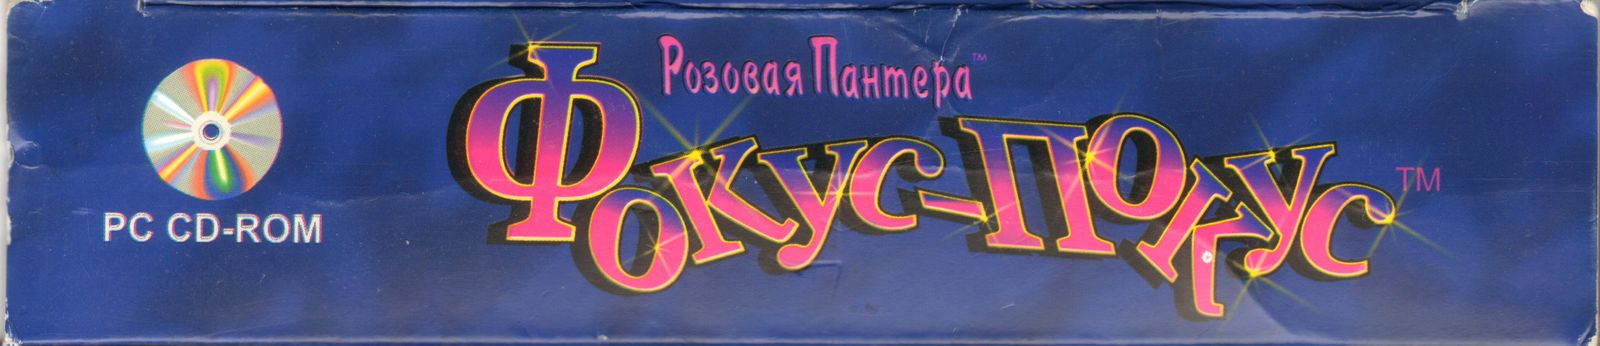 Розовая Пантера™
Фокус-покус™
PC CD-ROM